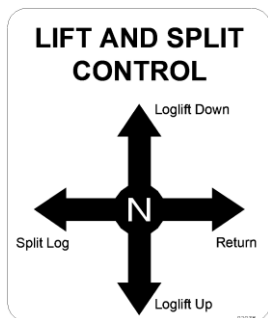 LIFT AND SPLIT
CONTROL
Loglift Down
N
Split Log
Return
Loglift Up